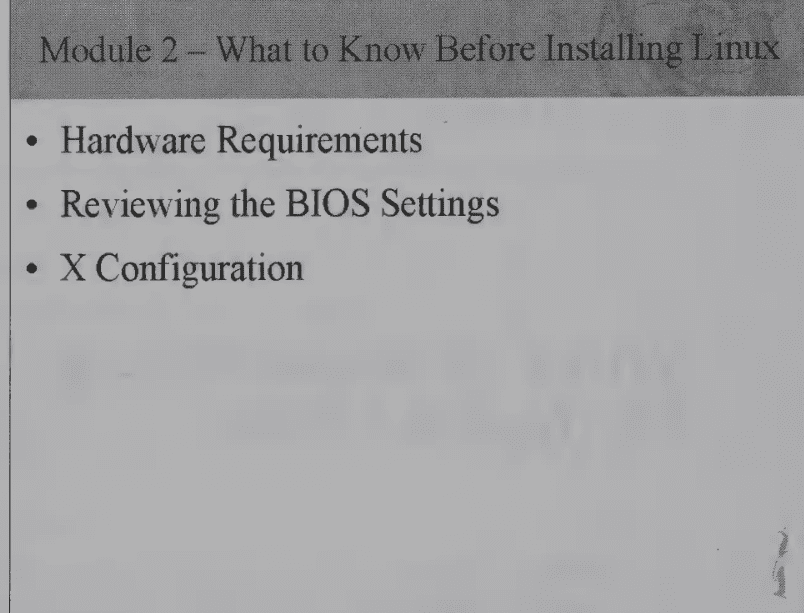 Module 2 – What to Know Before Installing Linux
• Hardware Requirements
• Reviewing the BIOS Settings
• X Configuration